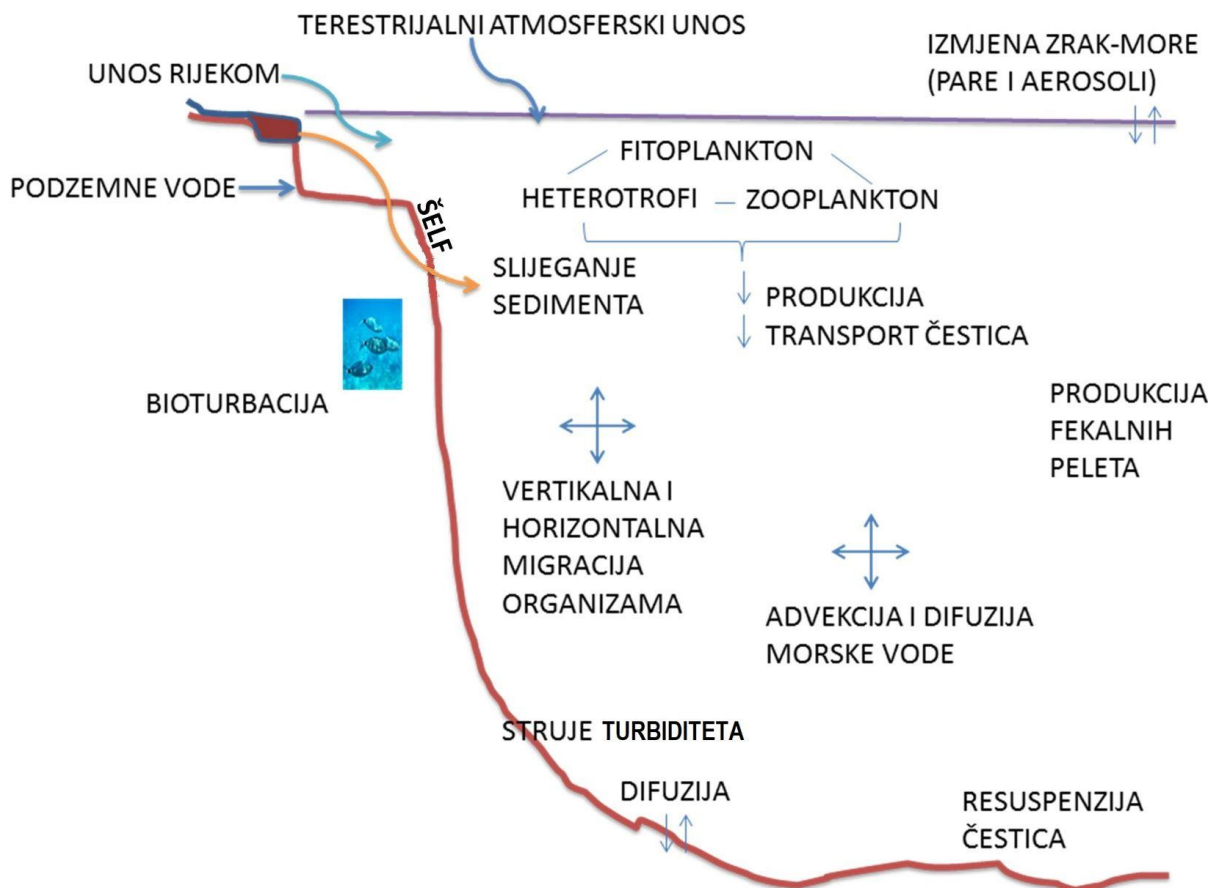 TERESTRIJALNI ATMOSFERSKI UNOS
IZMJENA ZRAK-MORE
(PARE I AEROSOLI)
UNOS RIJEKOM
FITOPLANKTON
PODZEMNE VODE
HETEROTROFI
ZOOPLANKTON
ŠELF
SLIJEGANJE
SEDIMENTA
PRODUKCIJA
TRANSPORT ČESTICA
BIOTURBACIJA
PRODUKCIJA
FEKALNIH
PELETA
VERTIKALNA I
HORIZONTALNA
MIGRACIJA
ORGANIZAMA
ADVEKCIJA I DIFUZIJA
MORSKE VODE
STRUJE TURBIDITETA
DIFUZIJA
RESUSPENZIJA
ČESTICA